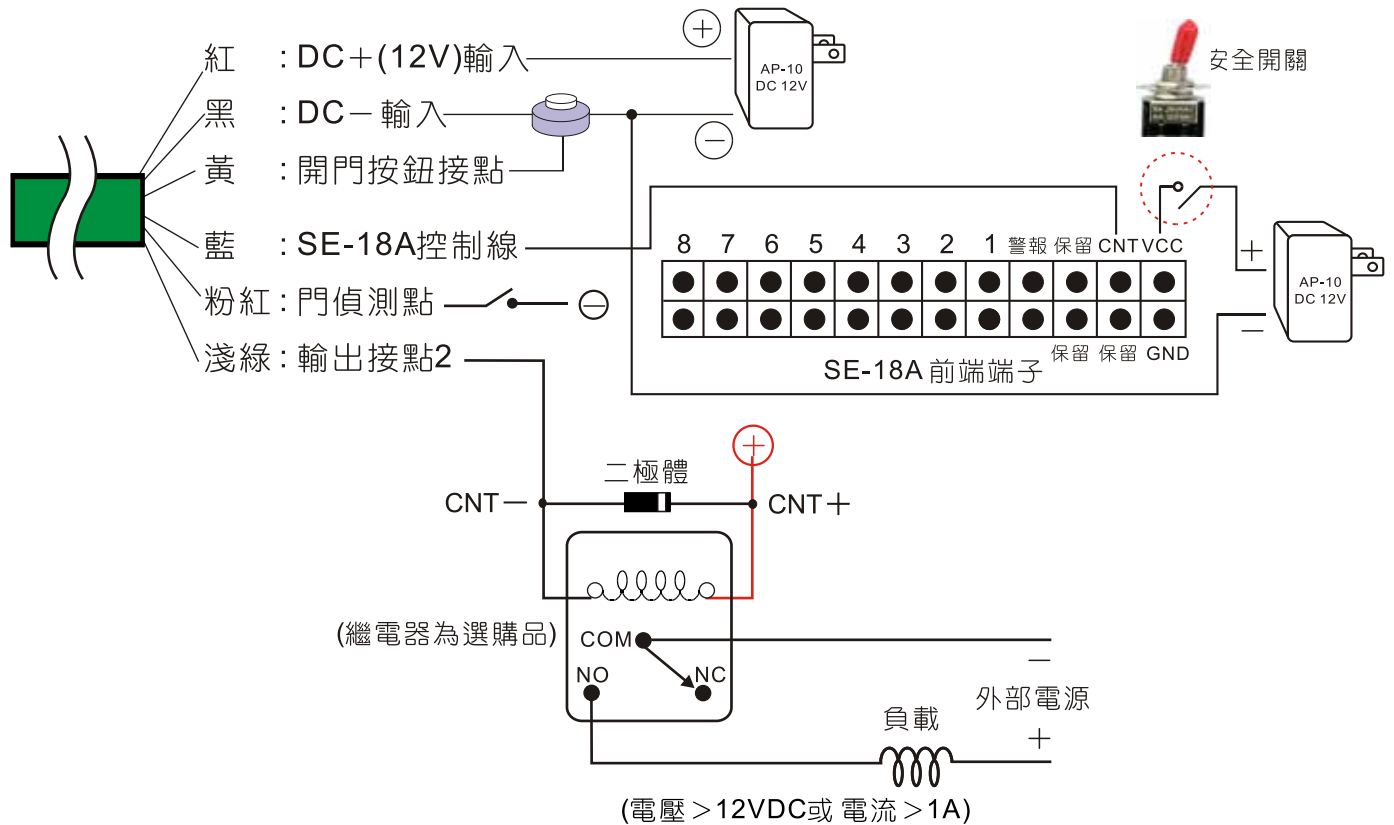 紅 : DC＋(12V)輸入
黑 : DC－輸入
黃 : 開門按鈕接點
藍 : SE-18A控制線
粉紅 : 門偵測點
淺綠 : 輸出接點2
＋
－
AP-10
DC 12V
安全開關
8 7 6 5 4 3 2 1 警報 保留 CNT VCC
保留 保留 GND
SE-18A 前端端子
＋
－
AP-10
DC 12V
－
＋
二極體
CNT－
CNT＋
(繼電器為選購品)
COM
NO
NC
－
外部電源
＋
負載
(電壓＞12VDC或 電流＞1A)